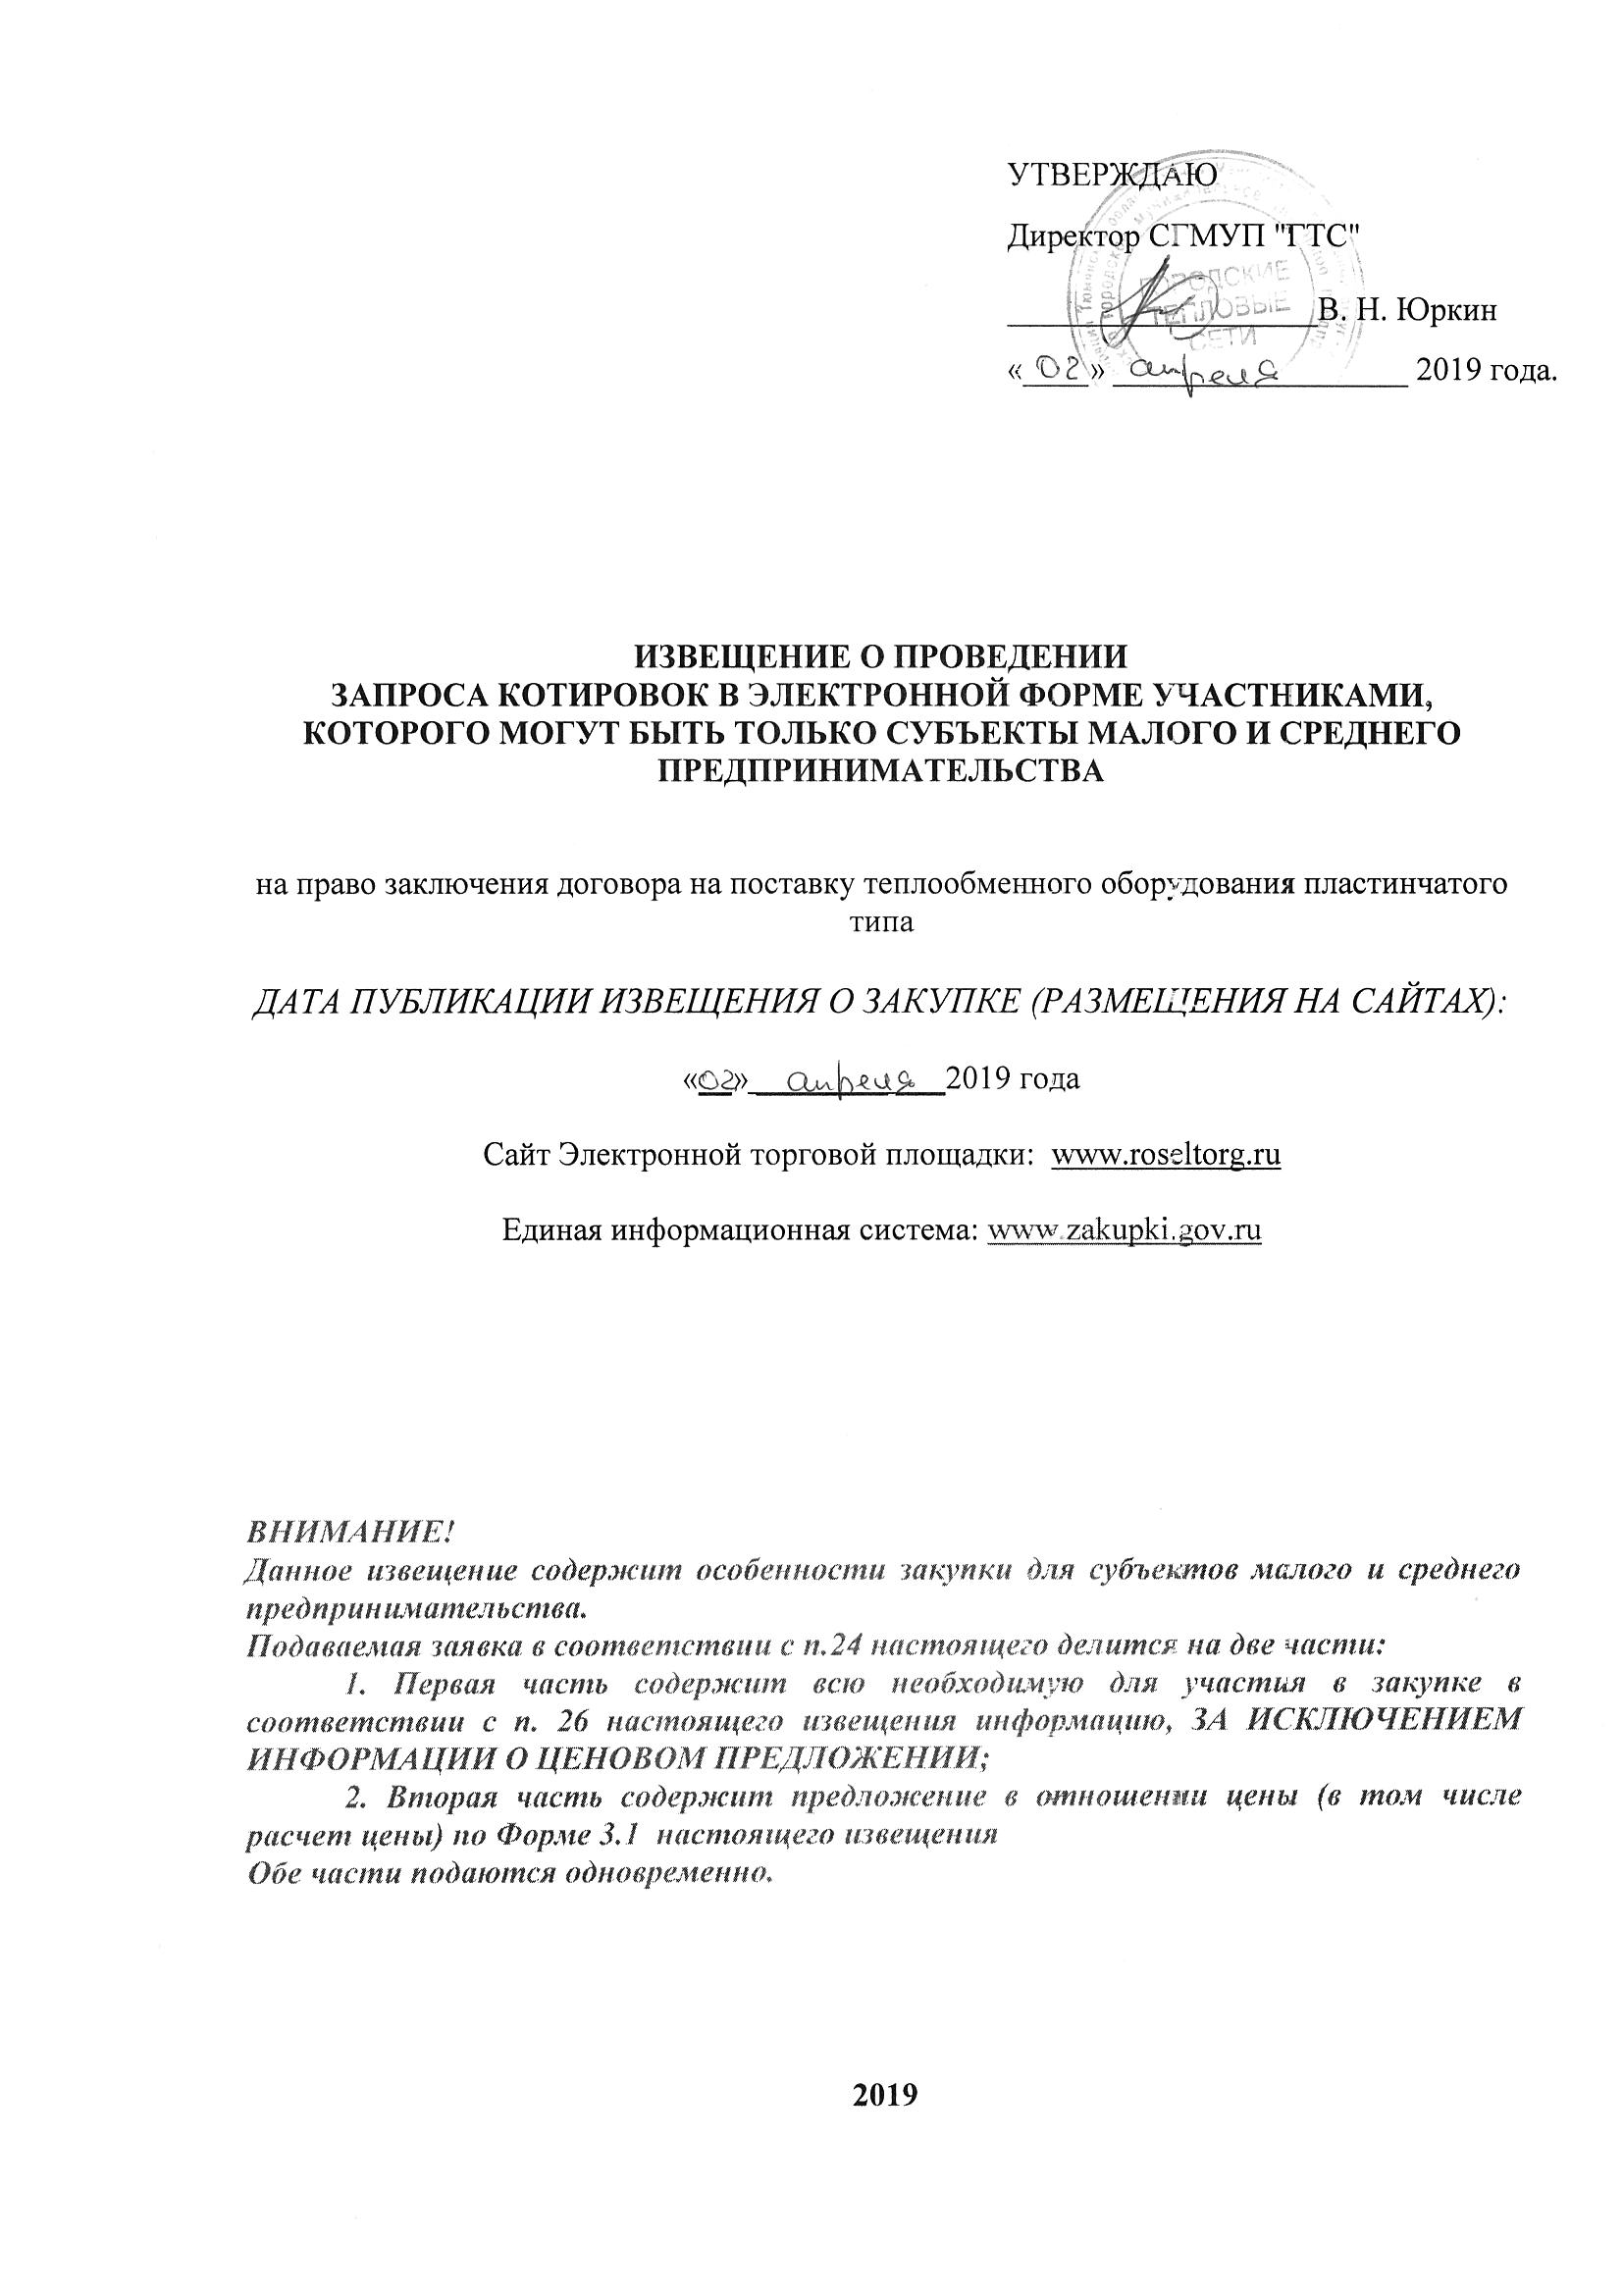 УТВЕРЖДАЮ
Директор СГМУП "ГТС"
ГОРОДСКИЕ
ТЕПЛОВЫЕ
СЕТИ
В. Н. Юркин
«02» апреля 2019 года.
ИЗВЕЩЕНИЕ О ПРОВЕДЕНИИ
ЗАПРОСА КОТИРОВОК В ЭЛЕКТРОННОЙ ФОРМЕ УЧАСТНИКАМИ,
КОТОРОГО МОГУТ БЫТЬ ТОЛЬКО СУБЪЕКТЫ МАЛОГО И СРЕДНЕГО
ПРЕДПРИНИМАТЕЛЬСТВА
на право заключения договора на поставку теплообменного оборудования пластинчатого
типа
ДАТА ПУБЛИКАЦИИ ИЗВЕЩЕНИЯ О ЗАКУПКЕ (РАЗМЕЩЕНИЯ НА САЙТАХ):
«02» апреля 2019 года
Сайт Электронной торговой площадки: www.roseltorg.ru
Единая информационная система: www.zakupki.gov.ru
ВНИМАНИЕ!
Данное извещение содержит особенности закупки для субъектов малого и среднего
предпринимательства.
Подаваемая заявка в соответствии с п.24 настоящего делится на две части:
1. Первая часть содержит всю необходимую для участия в закупке в
соответствии с п. 26 настоящего извещения информацию, ЗА ИСКЛЮЧЕНИЕМ
ИНФОРМАЦИИ О ЦЕНОВОМ ПРЕДЛОЖЕНИИ;
2. Вторая часть содержит предложение в отношении цены (в том числе
расчет цены) по Форме 3.1 настоящего извещения
Обе части подаются одновременно.
2019